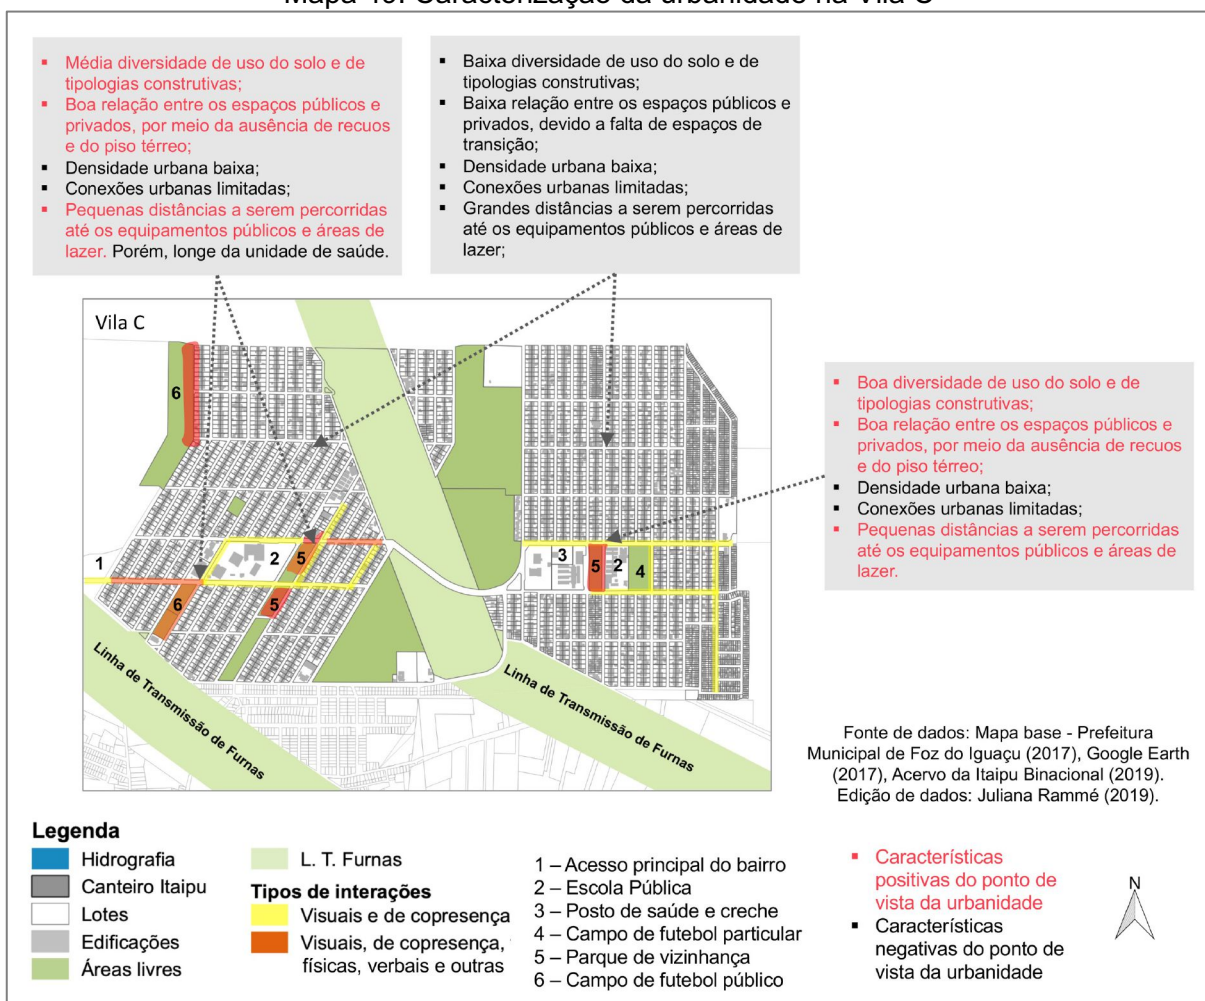 Mapa 45: Caracterização da urbanidade na Vila C
▪ Média diversidade de uso do solo e de
tipologias construtivas;
▪ Boa relação entre os espaços públicos e
privados, por meio da ausência de recuos
e do piso térreo;
▪ Densidade urbana baixa;
▪ Conexões urbanas limitadas;
▪ Pequenas distâncias a serem percorridas
até os equipamentos públicos e áreas de
lazer. Porém, longe da unidade de saúde.
▪ Baixa diversidade de uso do solo e de
tipologias construtivas;
▪ Baixa relação entre os espaços públicos e
privados, devido a falta de espaços de
transição;
▪ Densidade urbana baixa;
▪ Conexões urbanas limitadas;
▪ Grandes distâncias a serem percorridas
até os equipamentos públicos e áreas de
lazer;
▪ Boa diversidade de uso do solo e de
tipologias construtivas;
▪ Boa relação entre os espaços públicos e
privados, por meio da ausência de recuos
e do piso térreo;
▪ Densidade urbana baixa;
▪ Conexões urbanas limitadas;
▪ Pequenas distâncias a serem percorridas
até os equipamentos públicos e áreas de
lazer.
Vila C
6
1
2
5
6
5
3
5
2
4
Linha de Transmissão de Furnas
Linha de Transmissão de Furnas
Fonte de dados: Mapa base - Prefeitura
Municipal de Foz do Iguaçu (2017), Google Earth
(2017), Acervo da Itaipu Binacional (2019).
Edição de dados: Juliana Rammé (2019).
Legenda
Hidrografia
Canteiro Itaipu
Lotes
Edificações
Áreas livres
L. T. Furnas
Tipos de interações
Visuais e de copresença
Visuais, de copresença,
físicas, verbais e outras
1 – Acesso principal do bairro
2 – Escola Pública
3 – Posto de saúde e creche
4 – Campo de futebol particular
5 – Parque de vizinhança
6 – Campo de futebol público
▪ Características
positivas do ponto de
vista da urbanidade
▪ Características
negativas do ponto de
vista da urbanidade
N